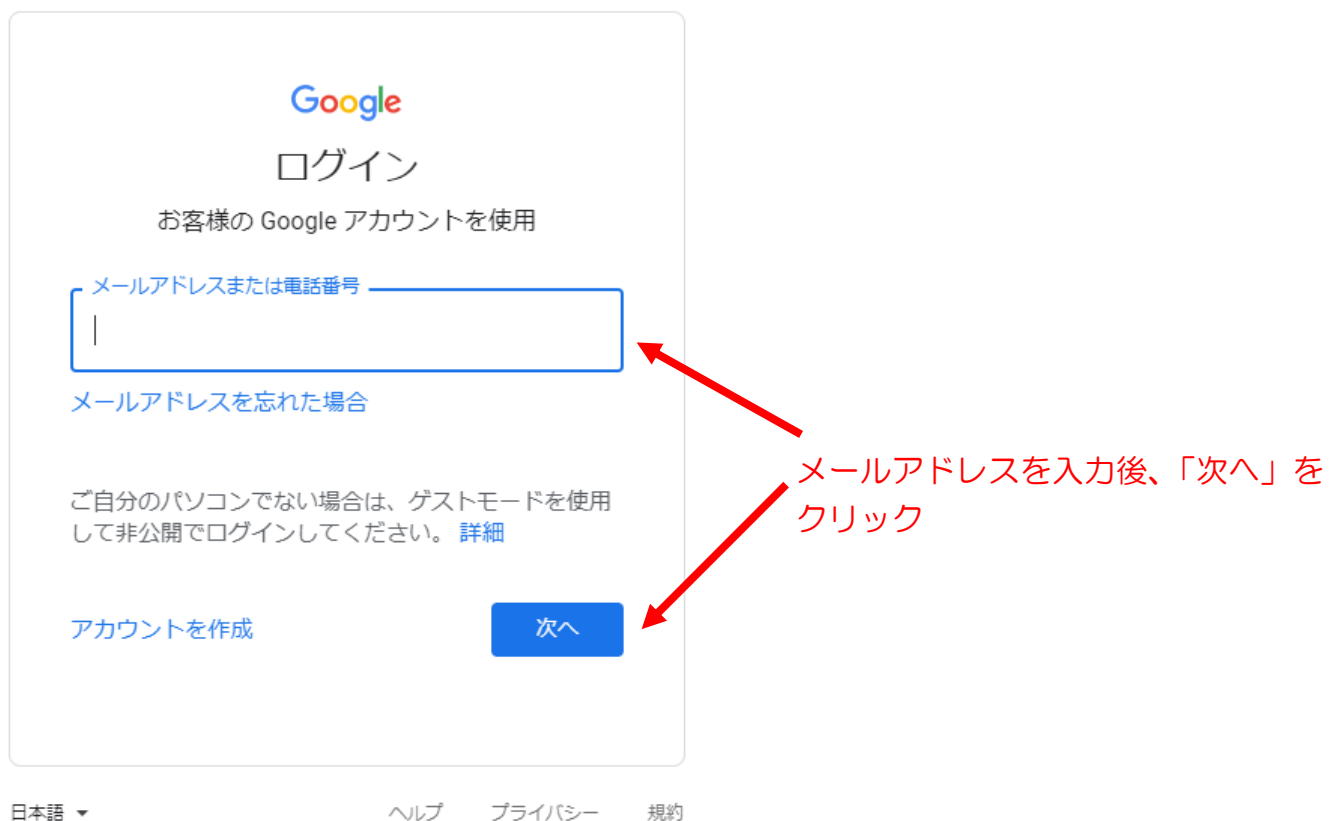 Google
ログイン
お客様の Google アカウントを使用
メールアドレスまたは電話番号
メールアドレスを忘れた場合
メールアドレスを入力後、「次へ」を
クリック
ご自分のパソコンでない場合は、ゲストモードを使用
して非公開でログインしてください。 詳細
アカウントを作成
次へ
日本語
ヘルプ プライバシー 規約